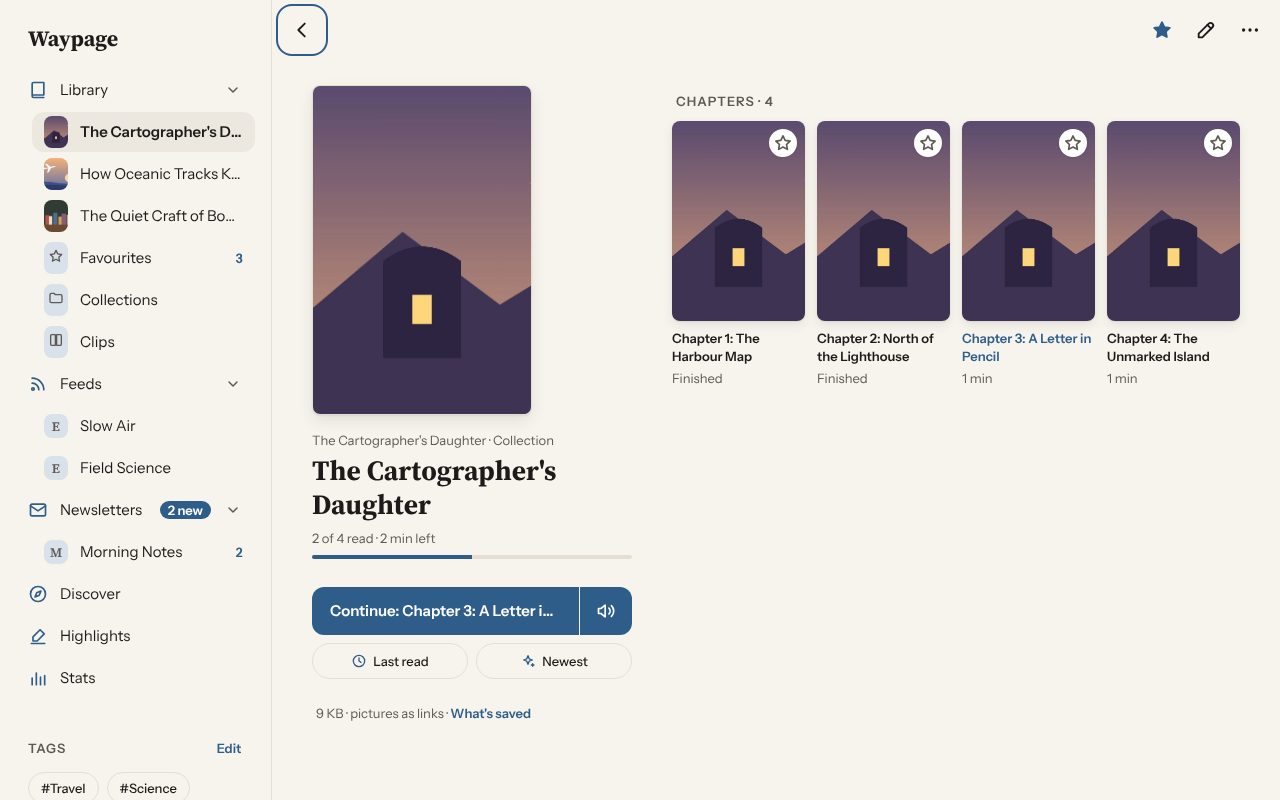 Waypage
Library
The Cartographer's D...
How Oceanic Tracks K...
The Quiet Craft of Bo...
Favourites 3
Collections
Clips
Feeds
E Slow Air
E Field Science
Newsletters 2 new
M Morning Notes 2
Discover
Highlights
Stats
TAGS Edit
#Travel #Science
The Cartographer's Daughter · Collection
The Cartographer's
Daughter
2 of 4 read · 2 min left
Continue: Chapter 3: A Letter i...
Last read Newest
9 KB · pictures as links · What's saved
CHAPTERS · 4
Chapter 1: The
Harbour Map
Finished
Chapter 2: North of
the Lighthouse
Finished
Chapter 3: A Letter in
Pencil
1 min
Chapter 4: The
Unmarked Island
1 min